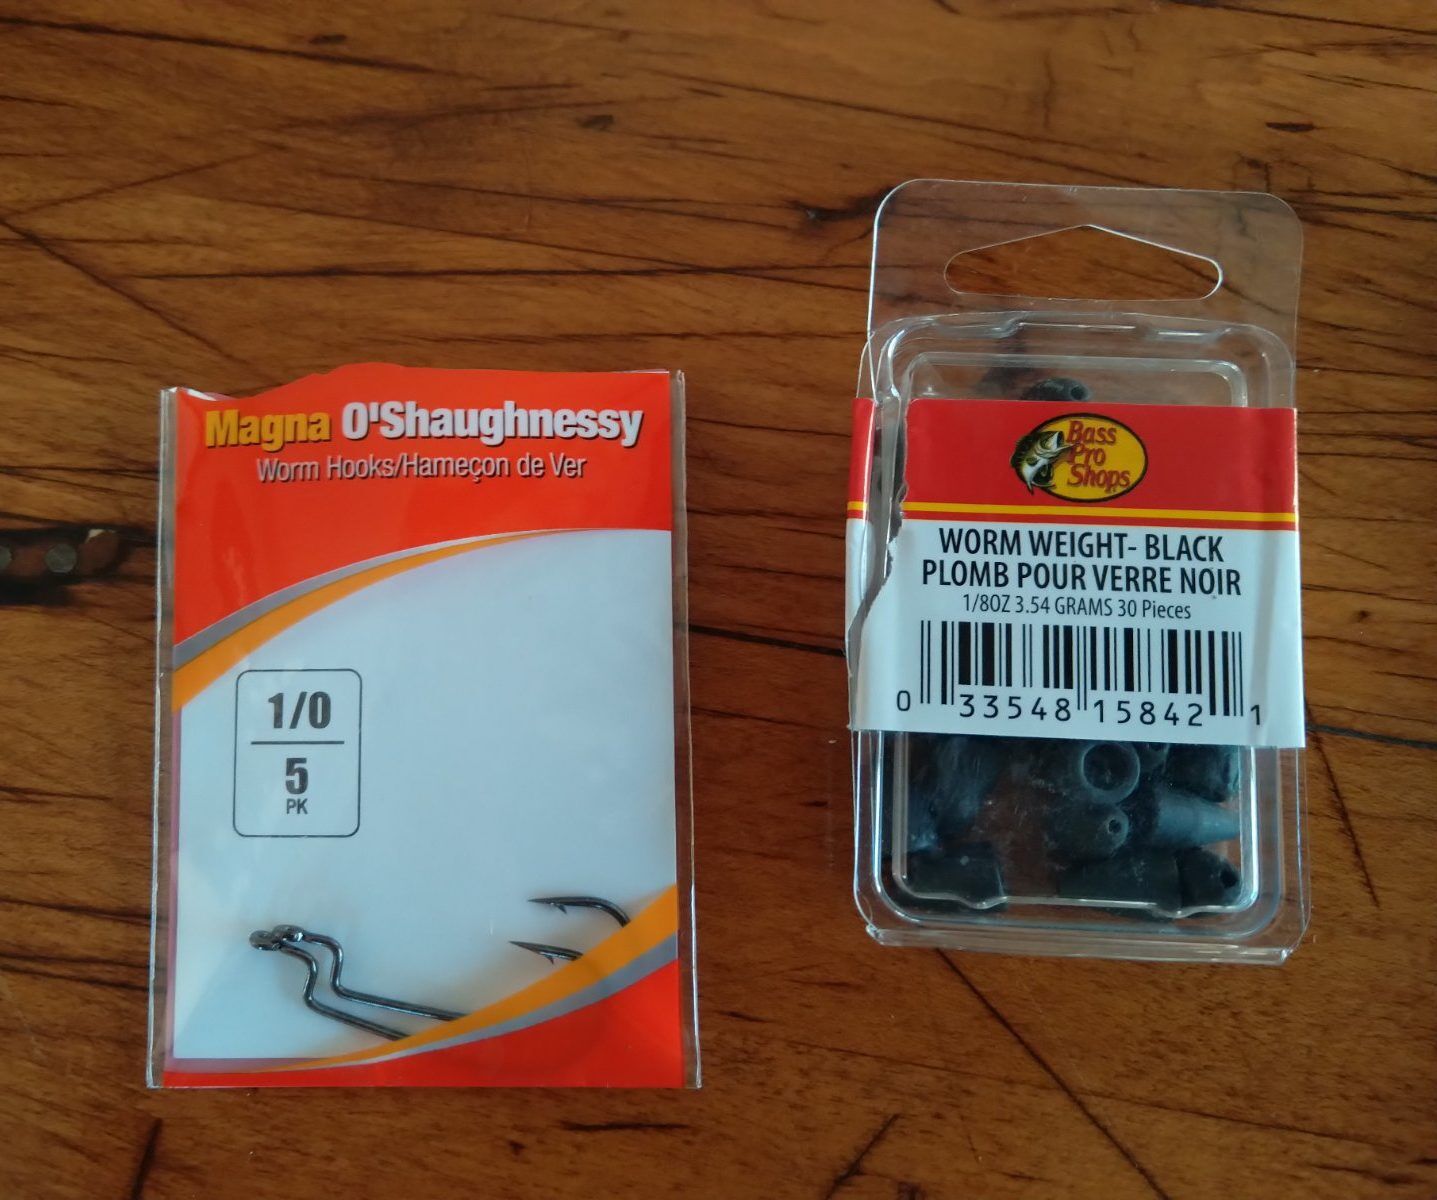 Magna O'Shaughnessy
Worm Hooks/Hameçon de Ver
1/0
5
PK
Bass
Pro
Shops
WORM WEIGHT- BLACK
PLOMB POUR VERRE NOIR
1/8OZ 3.54 GRAMS 30 Pieces
0 33548 15842 1